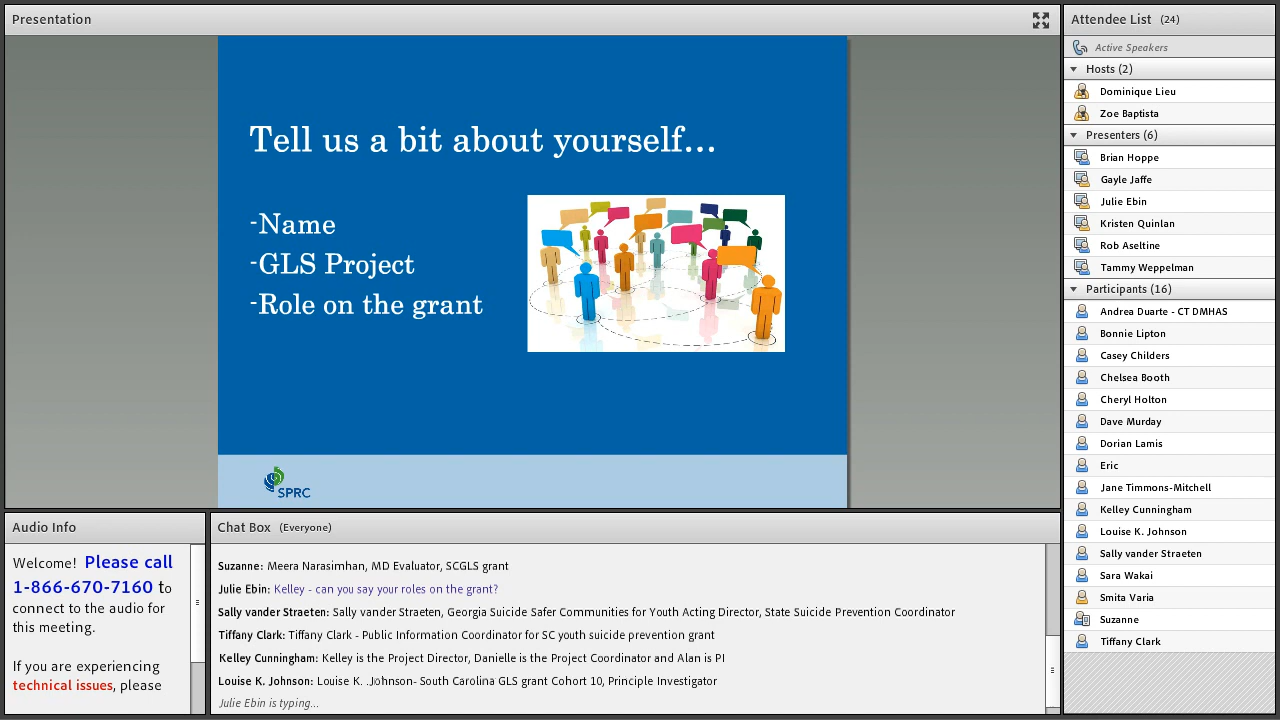 Presentation
Tell us a bit about yourself...
-Name
-GLS Project
-Role on the grant
SPRC
Audio Info
Welcome! Please call
1-866-670-7160 to
connect to the audio for
this meeting.
If you are experiencing
technical issues, please
Chat Box (Everyone)
Suzanne: Meera Narasimhan, MD Evaluator, SCGLS grant
Julie Ebin: Kelley - can you say your roles on the grant?
Sally vander Straeten: Sally vander Straeten, Georgia Suicide Safer Communities for Youth Acting Director, State Suicide Prevention Coordinator
Tiffany Clark: Tiffany Clark - Public Information Coordinator for SC youth suicide prevention grant
Kelley Cunningham: Kelley is the Project Director, Danielle is the Project Coordinator and Alan is PI
Louise K. Johnson: Louise K. .Johnson- South Carolina GLS grant Cohort 10, Principle Investigator
Julie Ebin is typing...
Attendee List (24)
Active Speakers
Hosts (2)
Dominique Lieu
Zoe Baptista
Presenters (6)
Brian Hoppe
Gayle Jaffe
Julie Ebin
Kristen Quinlan
Rob Aseltine
Tammy Weppelman
Participants (16)
Andrea Duarte - CT DMHAS
Bonnie Lipton
Casey Childers
Chelsea Booth
Cheryl Holton
Dave Murday
Dorian Lamis
Eric
Jane Timmons-Mitchell
Kelley Cunningham
Louise K. Johnson
Sally vander Straeten
Sara Wakai
Smita Varia
Suzanne
Tiffany Clark